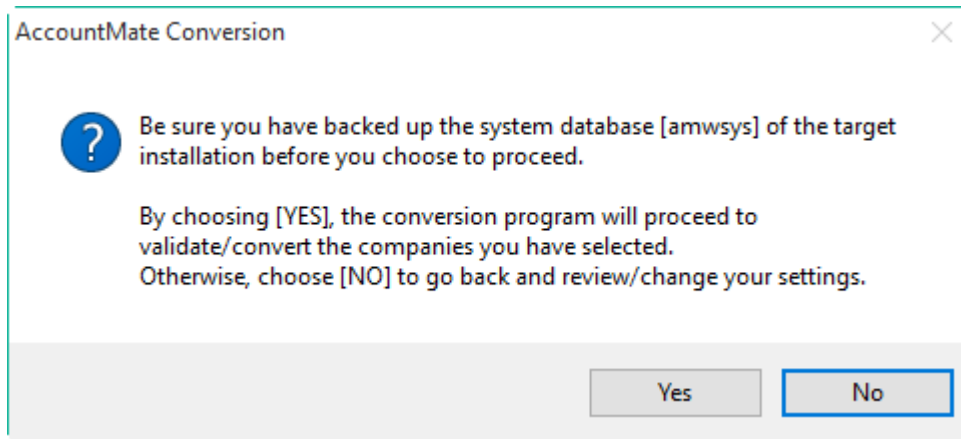 AccountMate Conversion
Be sure you have backed up the system database [amwsys] of the target
installation before you choose to proceed.
By choosing [YES], the conversion program will proceed to
validate/convert the companies you have selected.
Otherwise, choose [NO] to go back and review/change your settings.
Yes
No